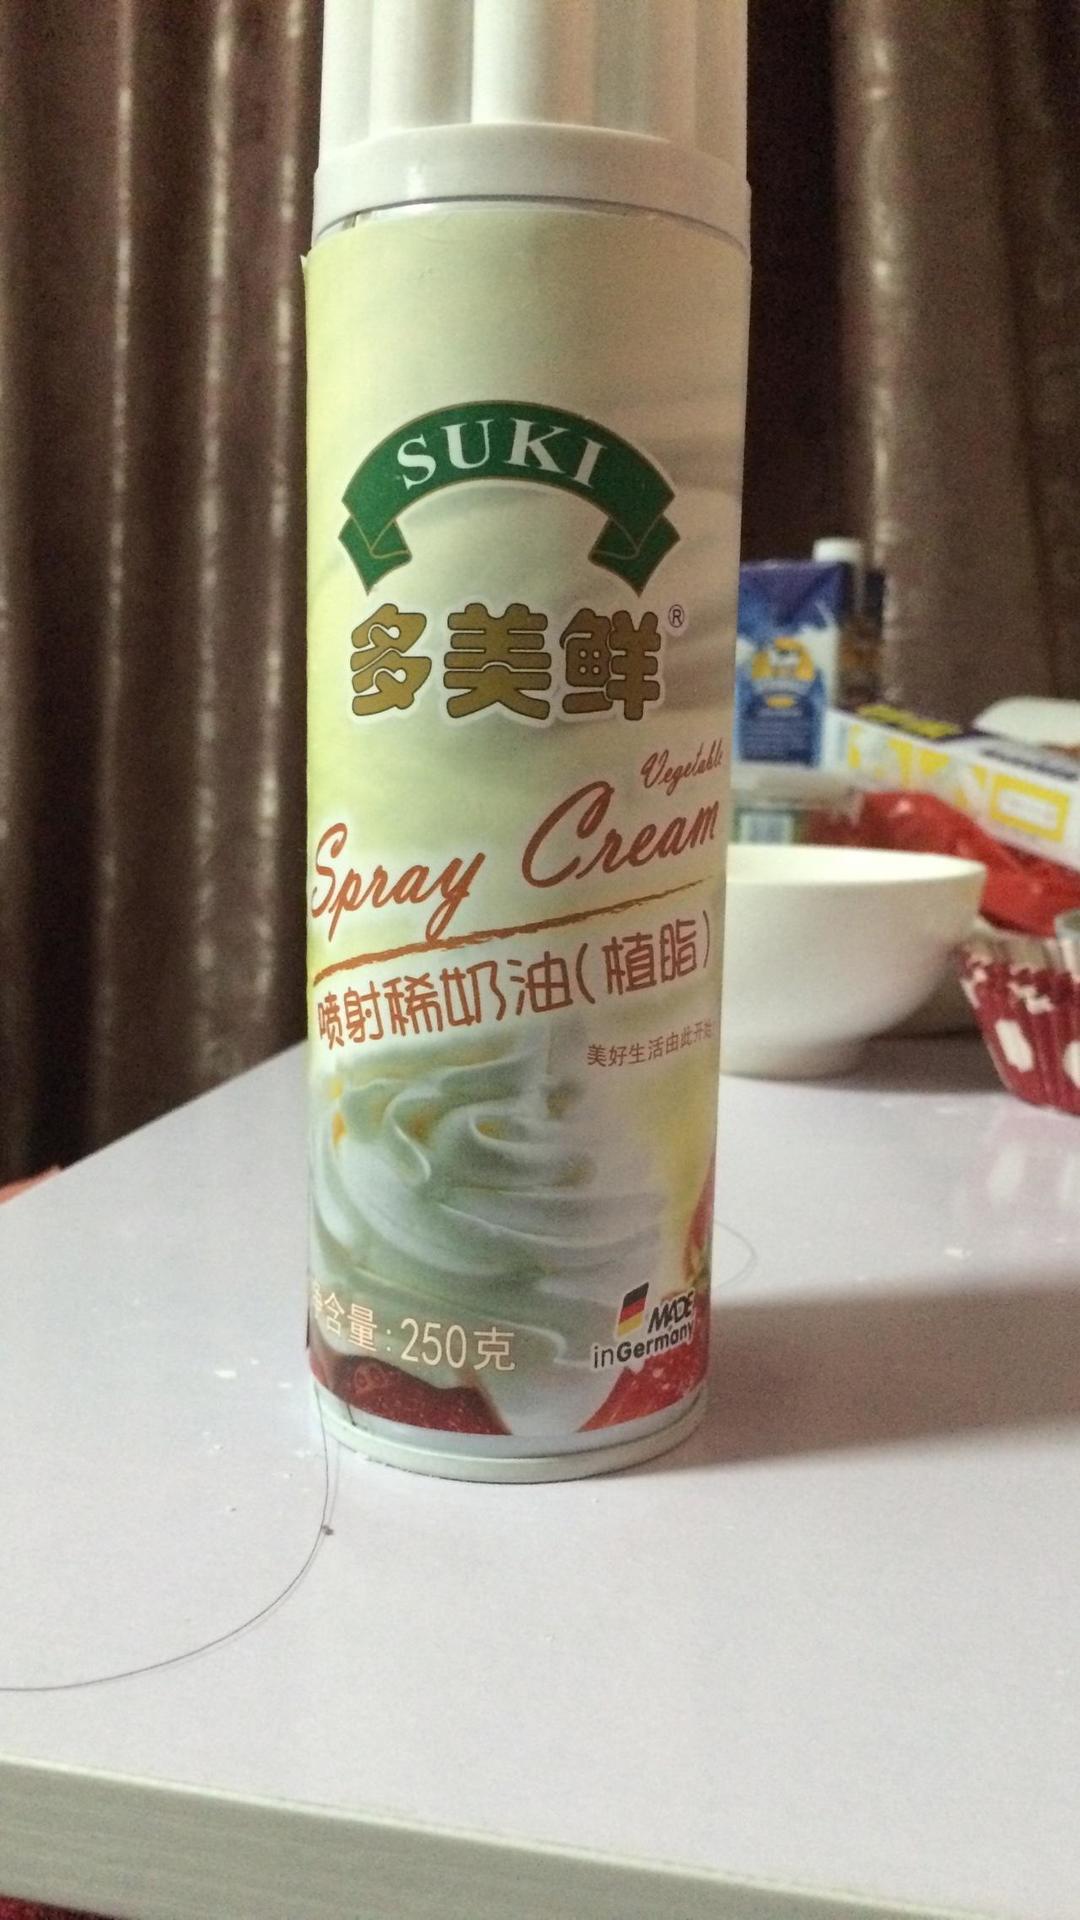 SUKI
多美鲜®
Vegetable
Spray Cream
喷射稀奶油(植脂)
美好生活由此开始
净含量:250克
MADE
inGermany